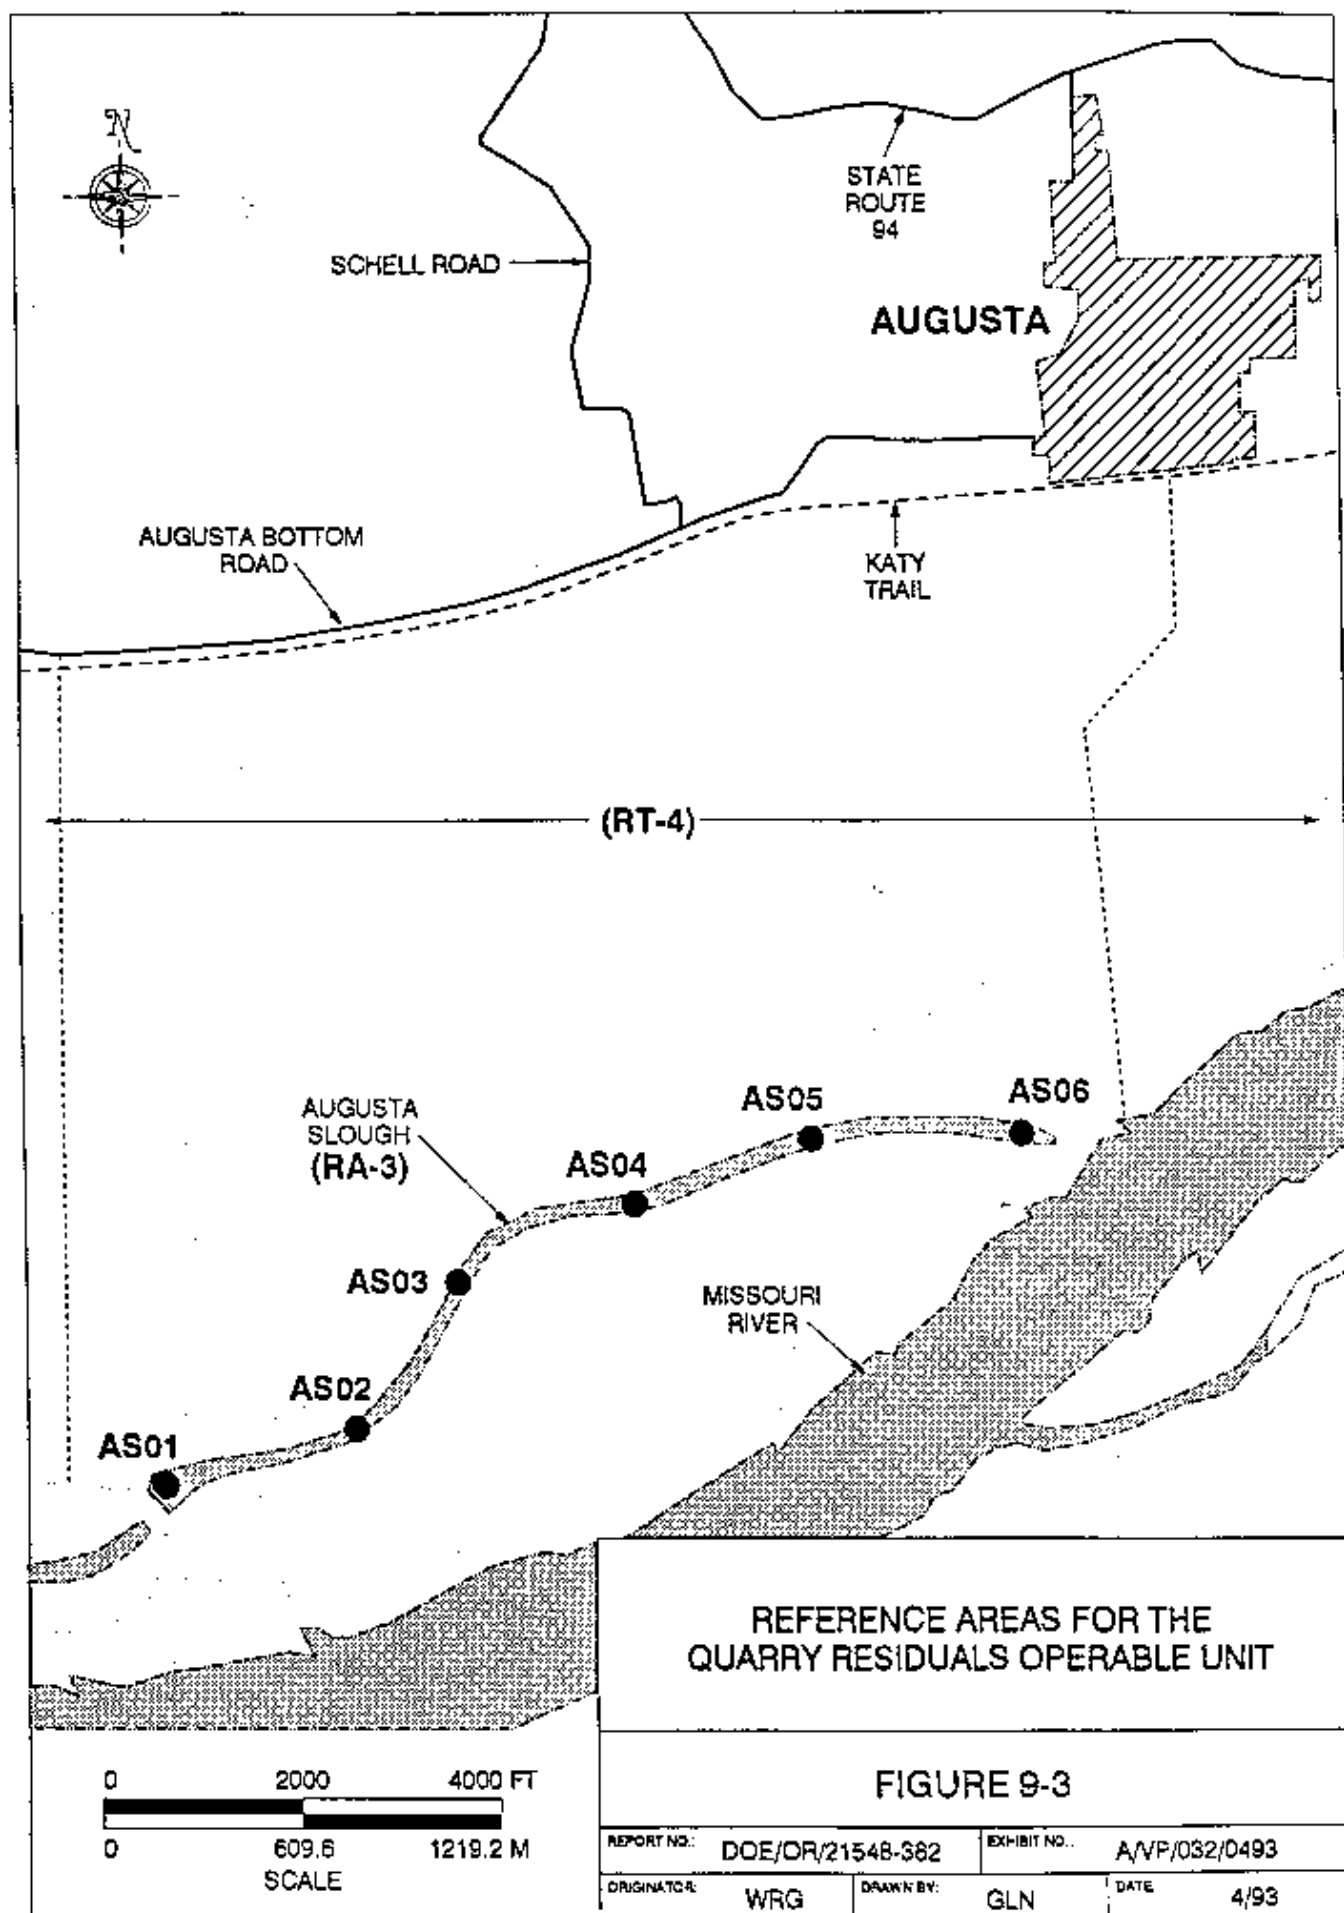 N
STATE
ROUTE
94
SCHELL ROAD
AUGUSTA
AUGUSTA BOTTOM
ROAD
KATY
TRAIL
(RT-4)
AS06
AS05
AUGUSTA
SLOUGH
(RA-3)
AS04
AS03
MISSOURI
RIVER
AS02
AS01
REFERENCE AREAS FOR THE
QUARRY RESIDUALS OPERABLE UNIT
FIGURE 9-3
0 2000 4000 FT
0 609.6 1219.2 M
SCALE
REPORT NO.: DOE/OR/21548-382 EXHIBIT NO.: A/VP/032/0493
ORIGINATOR: WRG DRAWN BY: GLN DATE 4/93